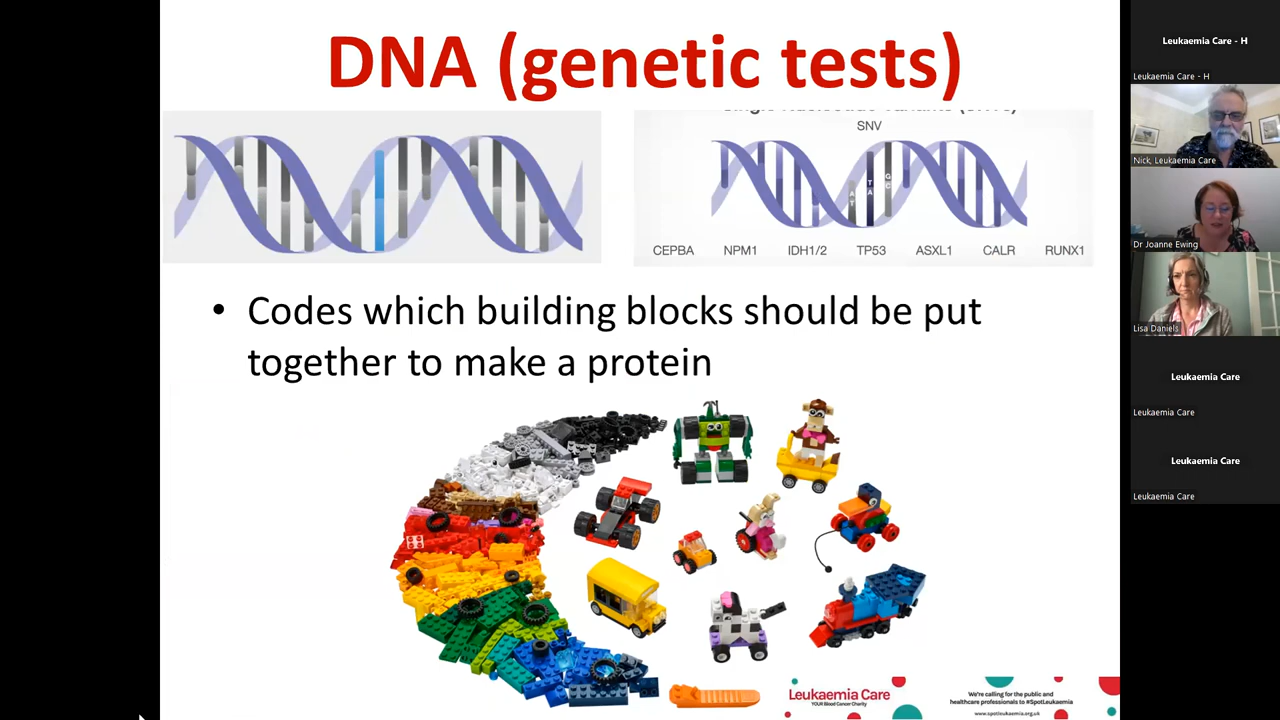 DNA (genetic tests)
SNV
A T
T A
G C
CEPBA NPM1 IDH1/2 TP53 ASXL1 CALR RUNX1
• Codes which building blocks should be put
together to make a protein
Leukaemia Care
YOUR Blood Cancer Charity
We're calling for the public and
healthcare professionals to #SpotLeukaemia
www.spotleukaemia.org.uk
Leukaemia Care - H
Leukaemia Care - H
Nick, Leukaemia Care
Dr Joanne Ewing
Lisa Daniels
Leukaemia Care
Leukaemia Care
Leukaemia Care
Leukaemia Care